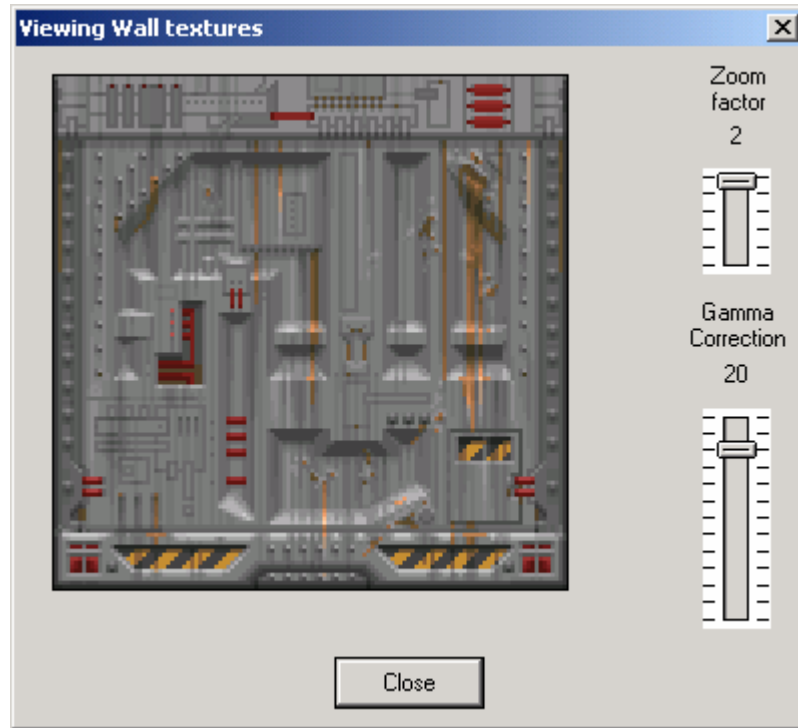 Viewing Wall textures
Zoom
factor
2
Gamma
Correction
20
Close